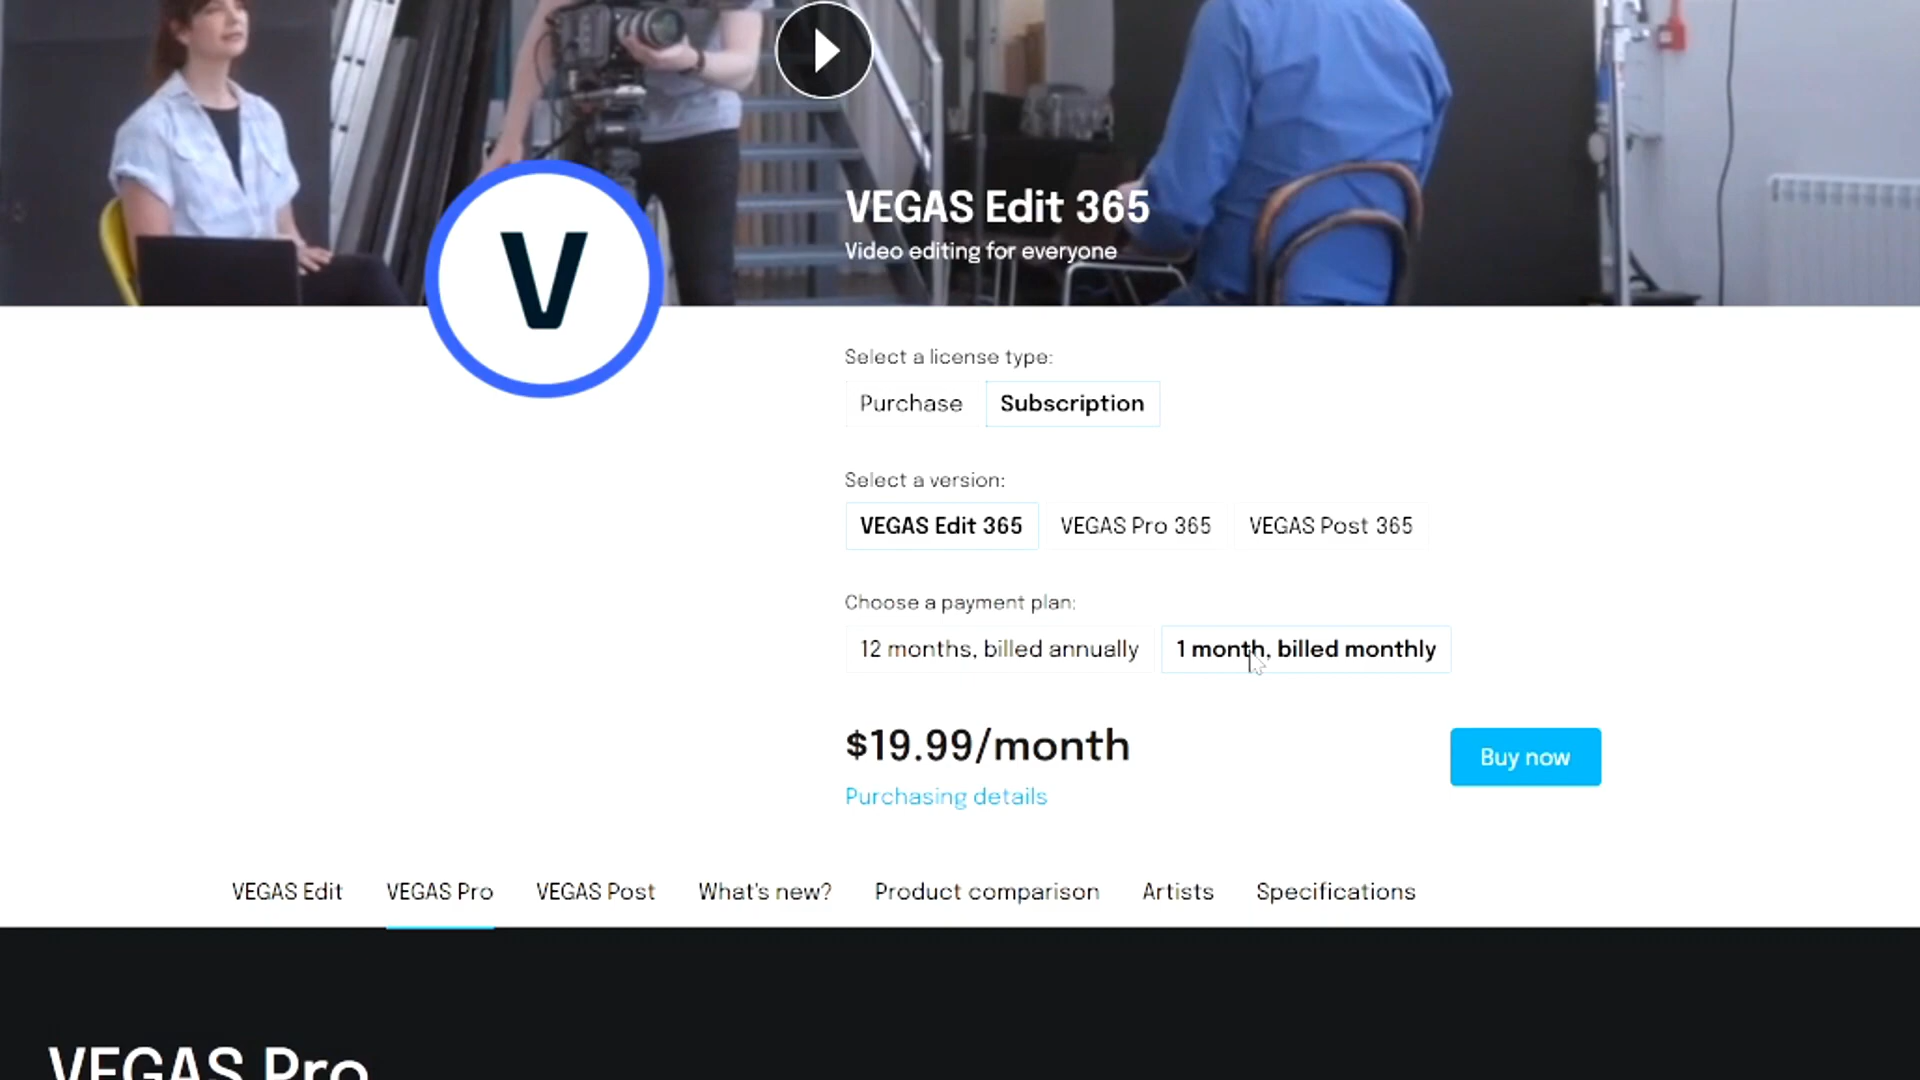 VEGAS Edit 365
Video editing for everyone
V
Select a license type:
Purchase Subscription
Select a version:
VEGAS Edit 365 VEGAS Pro 365 VEGAS Post 365
Choose a payment plan:
12 months, billed annually 1 month, billed monthly
$19.99/month
Buy now
Purchasing details
VEGAS Edit VEGAS Pro VEGAS Post What's new? Product comparison Artists Specifications
VEGAS Pro